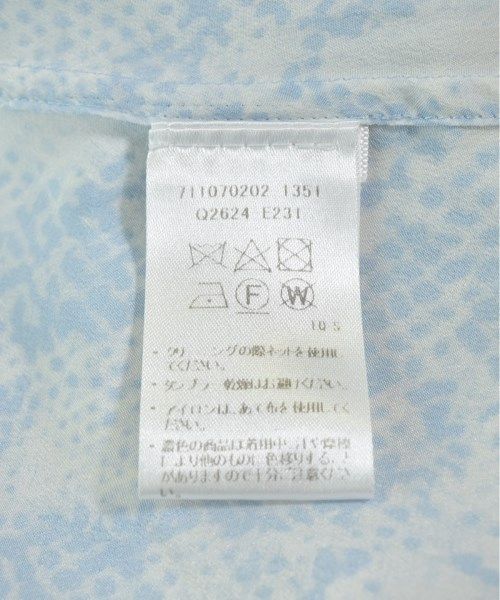 711070202 1351
Q2624 E231
F W
10 S
・クリーニングの際ネットを使用し
てください。
・タンブラー乾燥はお避けください。
・アイロンは、あて布を使用してく
ださい。
・濃色の商品は着用中、汗や摩擦
により他のものに色移りする
がありますので十分ご注意くだ
さい。